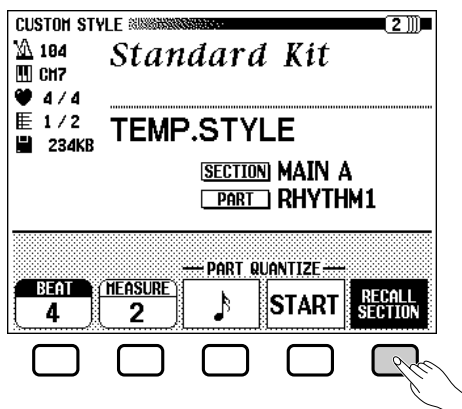 CUSTOM STYLE 2
104
CM7
4/4
1/2
234KB
Standard Kit
TEMP.STYLE
SECTION MAIN A
PART RHYTHM1
PART QUANTIZE
BEAT
4
MEASURE
2
START
RECALL
SECTION